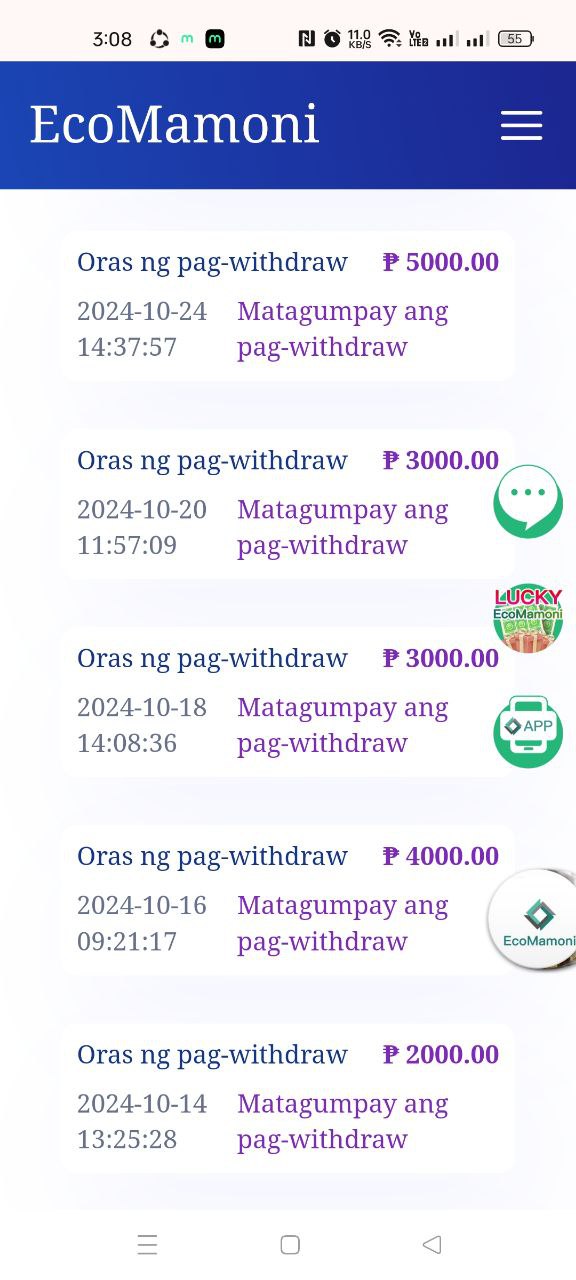 3:08 11.0 KB/S Vo LTE2 55
EcoMamoni
Oras ng pag-withdraw ₱ 5000.00
2024-10-24 Matagumpay ang
14:37:57 pag-withdraw
Oras ng pag-withdraw ₱ 3000.00
2024-10-20 Matagumpay ang
11:57:09 pag-withdraw
LUCKY
EcoMamoni
Oras ng pag-withdraw ₱ 3000.00
2024-10-18 Matagumpay ang
14:08:36 pag-withdraw
APP
Oras ng pag-withdraw ₱ 4000.00
2024-10-16 Matagumpay ang
09:21:17 pag-withdraw
EcoMamoni
Oras ng pag-withdraw ₱ 2000.00
2024-10-14 Matagumpay ang
13:25:28 pag-withdraw